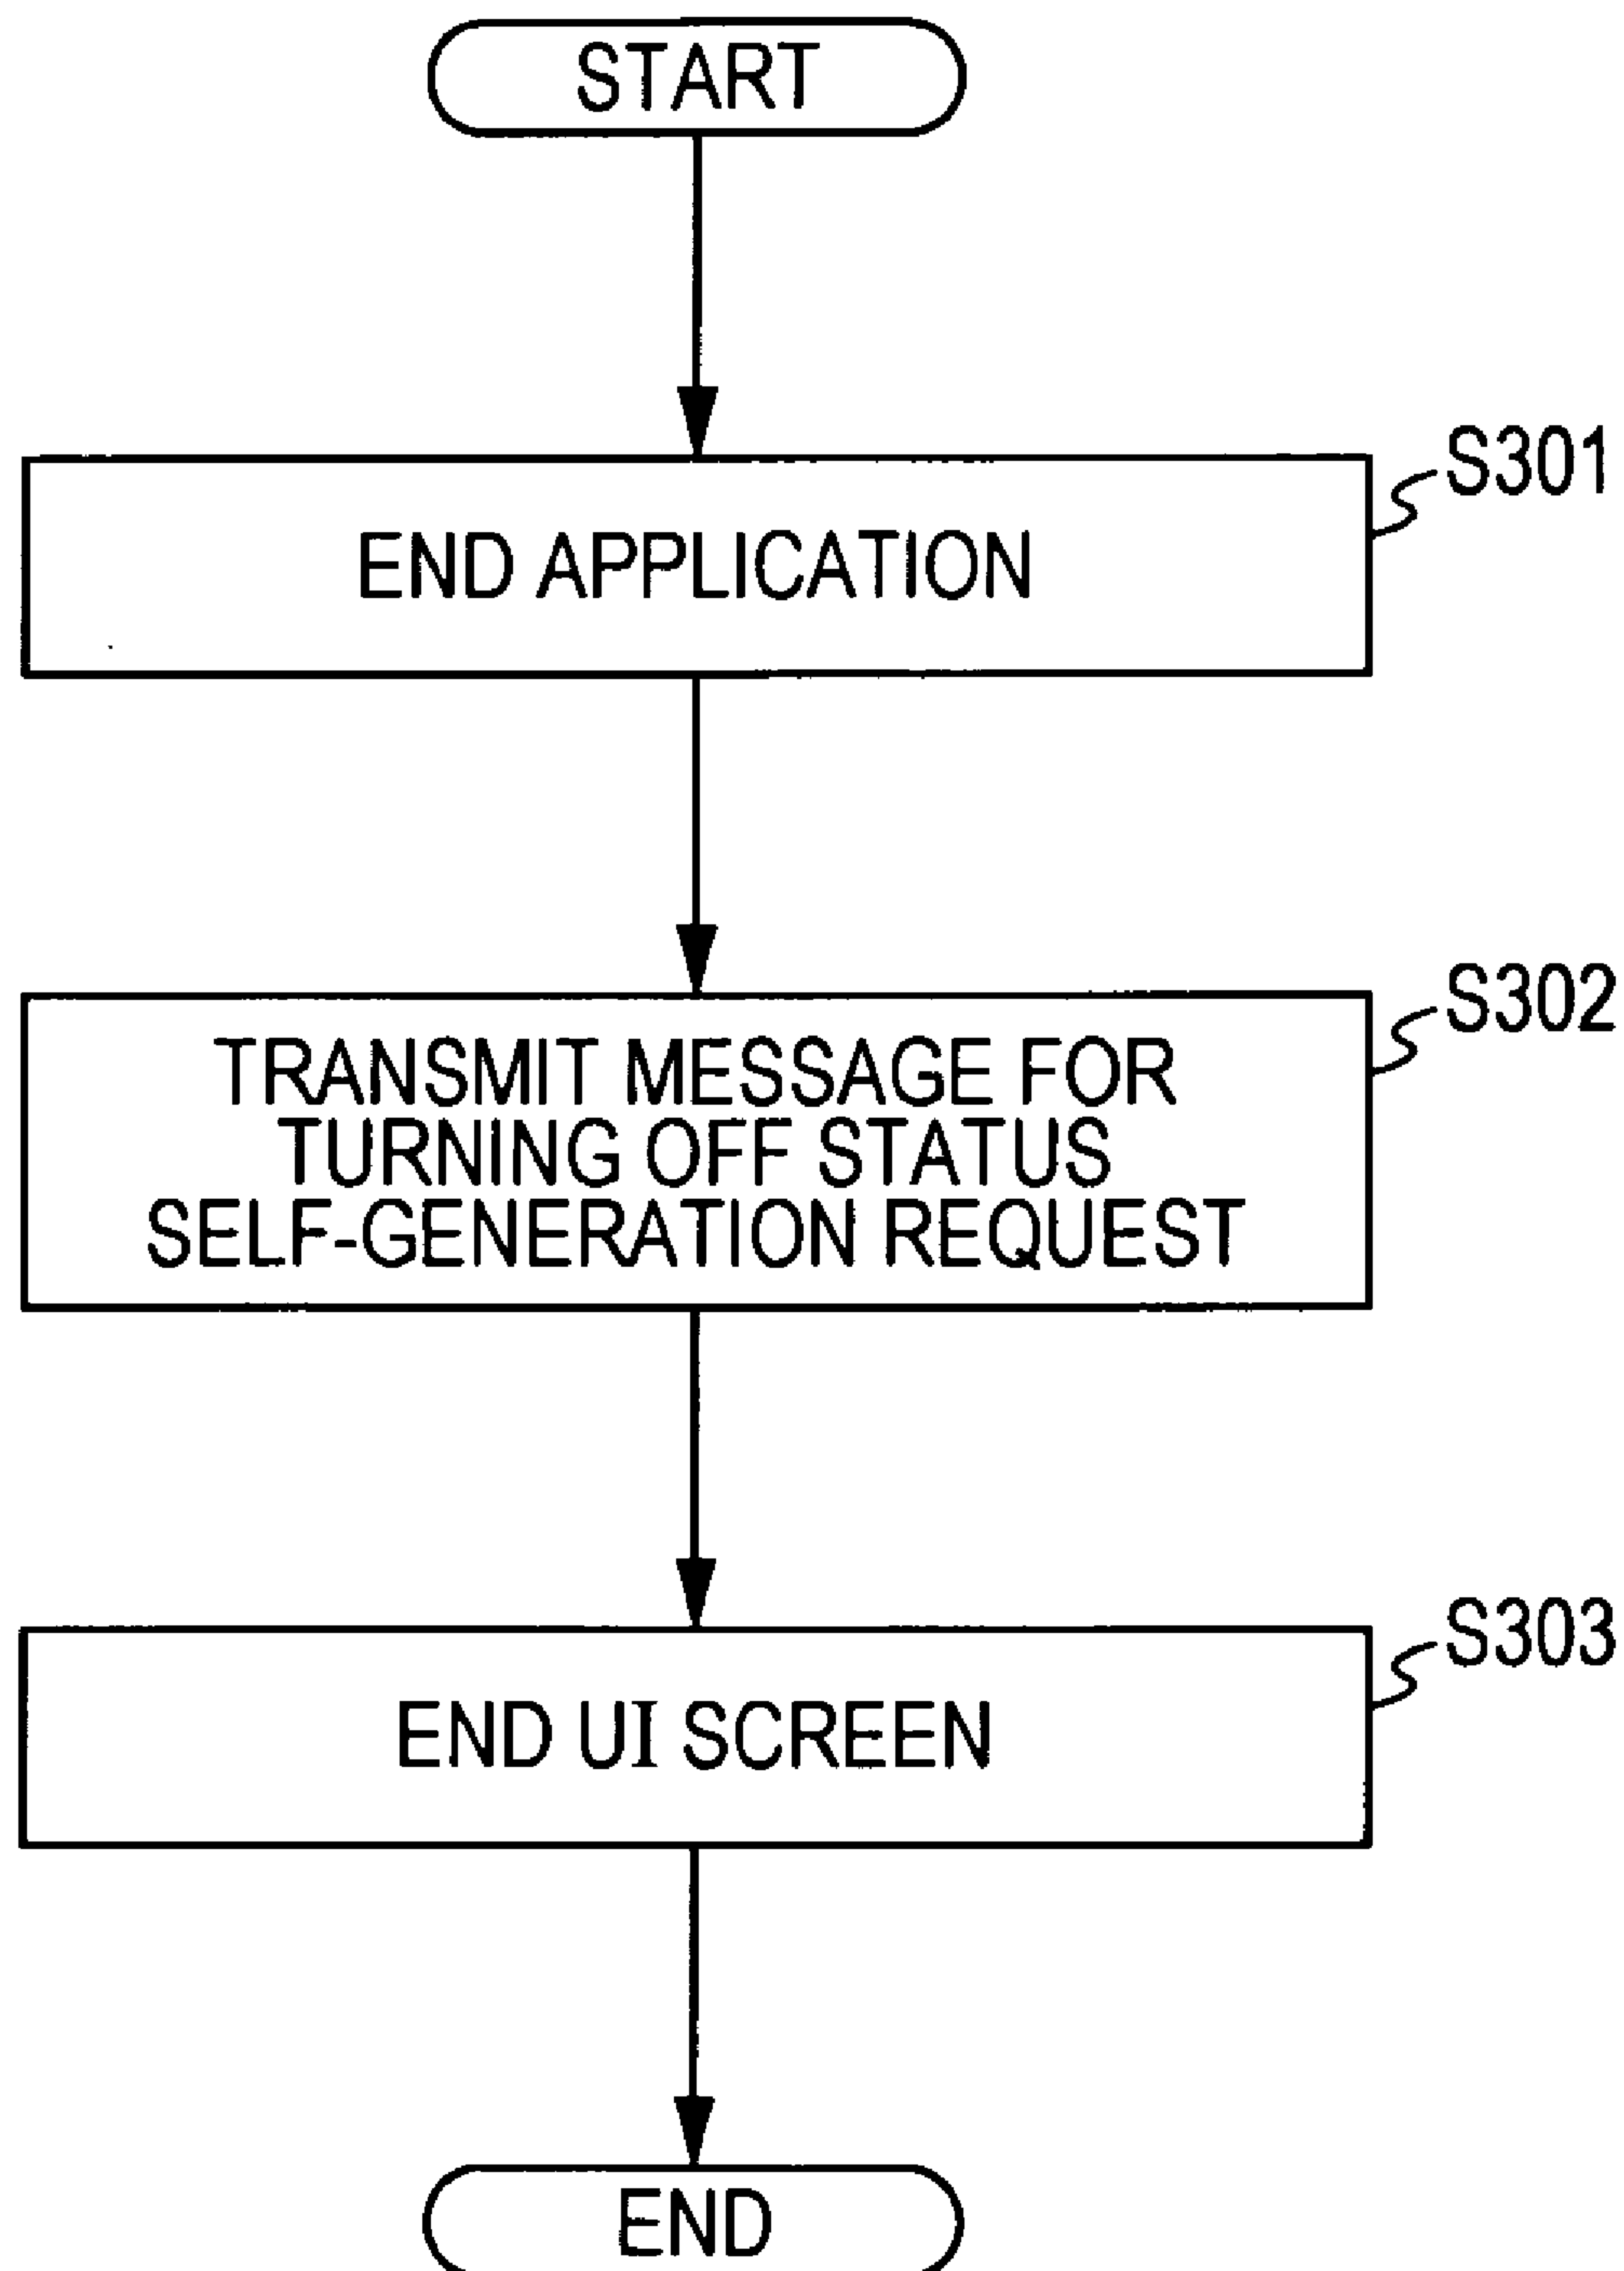 START
S301
END APPLICATION
S302
TRANSMIT MESSAGE FOR
TURNING OFF STATUS
SELF-GENERATION REQUEST
S303
END UI SCREEN
END